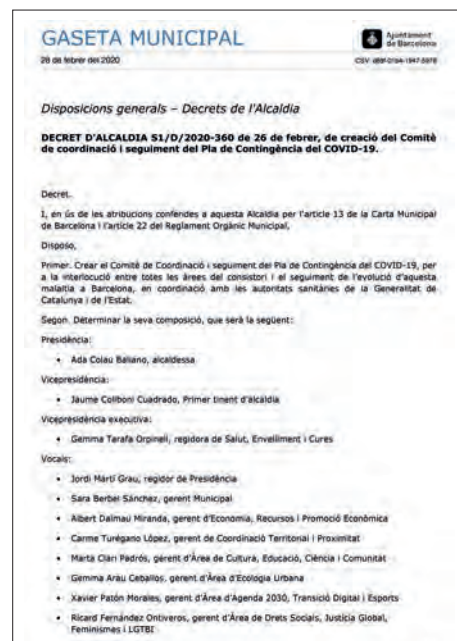 GASETA MUNICIPAL
Ajuntament
de Barcelona
26 de febrer del 2020
CSV:
Disposicions generals – Decrets de l'Alcaldia
DECRET D'ALCALDIA S1/D/2020-360 de 26 de febrer, de creació del Comitè
de coordinació i seguiment del Pla de Contingència del COVID-19.
Decret.
I, en ús de les atribucions conferides a aquesta Alcaldia per l'article 13 de la Carta Municipal
de Barcelona i l'article 22 del Reglament Orgànic Municipal,
Disposo,
Primer. Crear el Comitè de Coordinació i seguiment del Pla de Contingència del COVID-19, per
a la interlocució entre totes les àrees del consistori i el seguiment de l'evolució d'aquesta
malaltia a Barcelona, en coordinació amb les autoritats sanitàries de la Generalitat de
Catalunya i de l'Estat.
Segon. Determinar la seva composició, que serà la següent:
Presidència:
• Ada Colau Ballano, alcaldessa
Vicepresidència:
• Jaume Collboni Cuadrado, Primer tinent d'alcaldia
Vicepresidència executiva:
• Gemma Tarafa Orpinell, regidora de Salut, Envelliment i Cures
Vocals:
• Jordi Martí Grau, regidor de Presidència
• Sara Berbel Sánchez, gerent Municipal
• Albert Dalmau Miranda, gerent d'Economia, Recursos i Promoció Econòmica
• Carme Turégano López, gerent de Coordinació Territorial i Proximitat
• Marta Clari Padrós, gerent d'Àrea de Cultura, Educació, Ciència i Comunitat
• Gemma Arau Ceballos, gerent d'Àrea d'Ecologia Urbana
• Xavier Patón Morales, gerent d'Àrea d'Agenda 2030, Transició Digital i Esports
• Ricard Fernández Ontiveros, gerent d'Àrea de Drets Socials, Justícia Global,
Feminismes i LGTBI